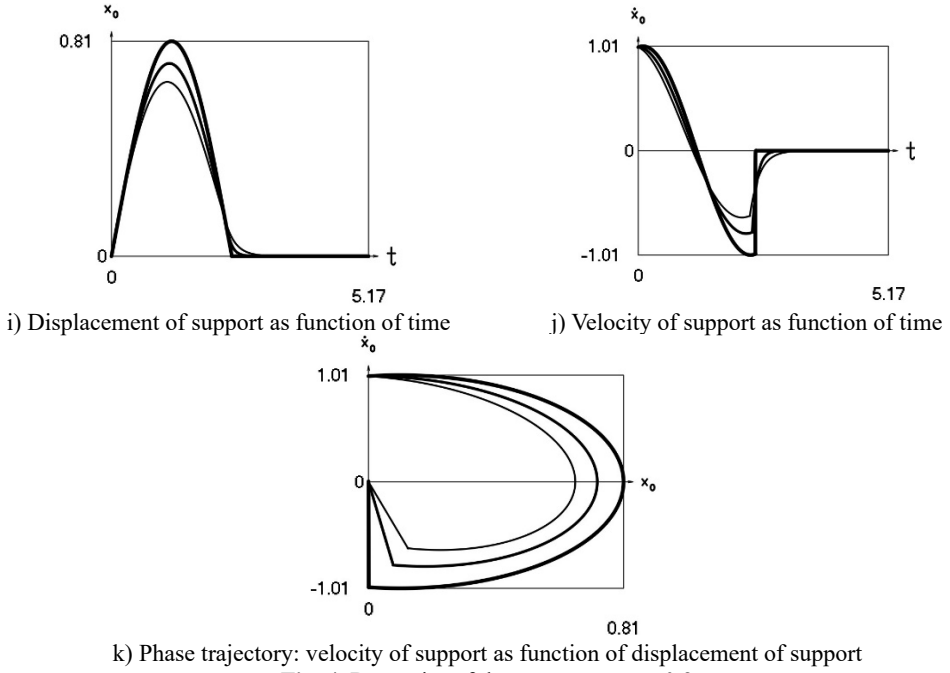 x₀
ẋ₀
0.81
1.01
0
t
0
t
-1.01
0
0
5.17
5.17
i) Displacement of support as function of time
j) Velocity of support as function of time
ẋ₀
1.01
0
x₀
-1.01
0
0.81
k) Phase trajectory: velocity of support as function of displacement of support